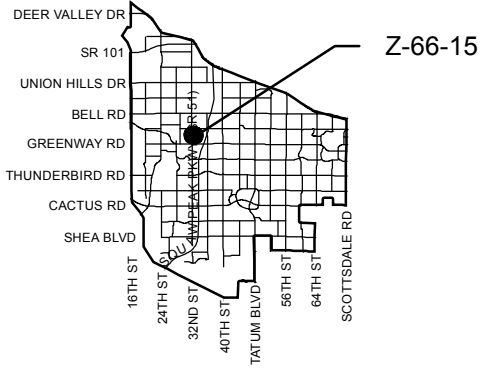 DEER VALLEY DR
SR 101
UNION HILLS DR
BELL RD
GREENWAY RD
THUNDERBIRD RD
CACTUS RD
SHEA BLVD
Z-66-15
16TH ST
24TH ST
32ND ST
40TH ST
TATUM BLVD
56TH ST
64TH ST
SCOTTSDALE RD